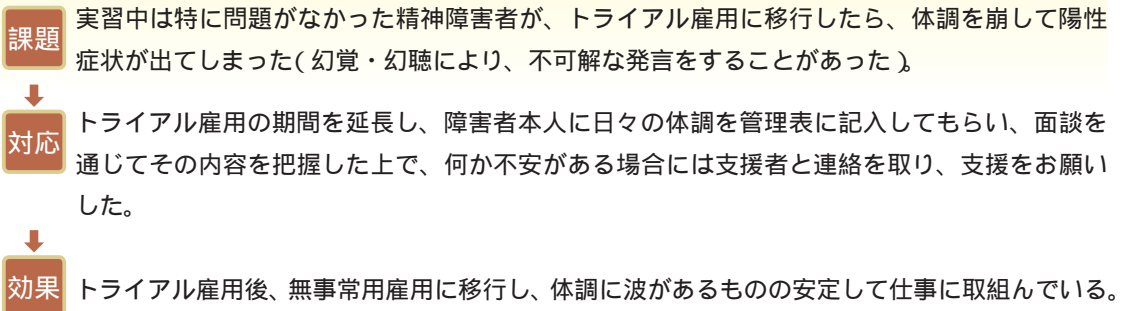 課題
実習中は特に問題がなかった精神障害者が、トライアル雇用に移行したら、体調を崩して陽性
症状が出てしまった(幻覚・幻聴により、不可解な発言をすることがあった)。
対応
トライアル雇用の期間を延長し、障害者本人に日々の体調を管理表に記入してもらい、面談を
通じてその内容を把握した上で、何か不安がある場合には支援者と連絡を取り、支援をお願い
した。
効果
トライアル雇用後、無事常用雇用に移行し、体調に波があるものの安定して仕事に取組んでいる。